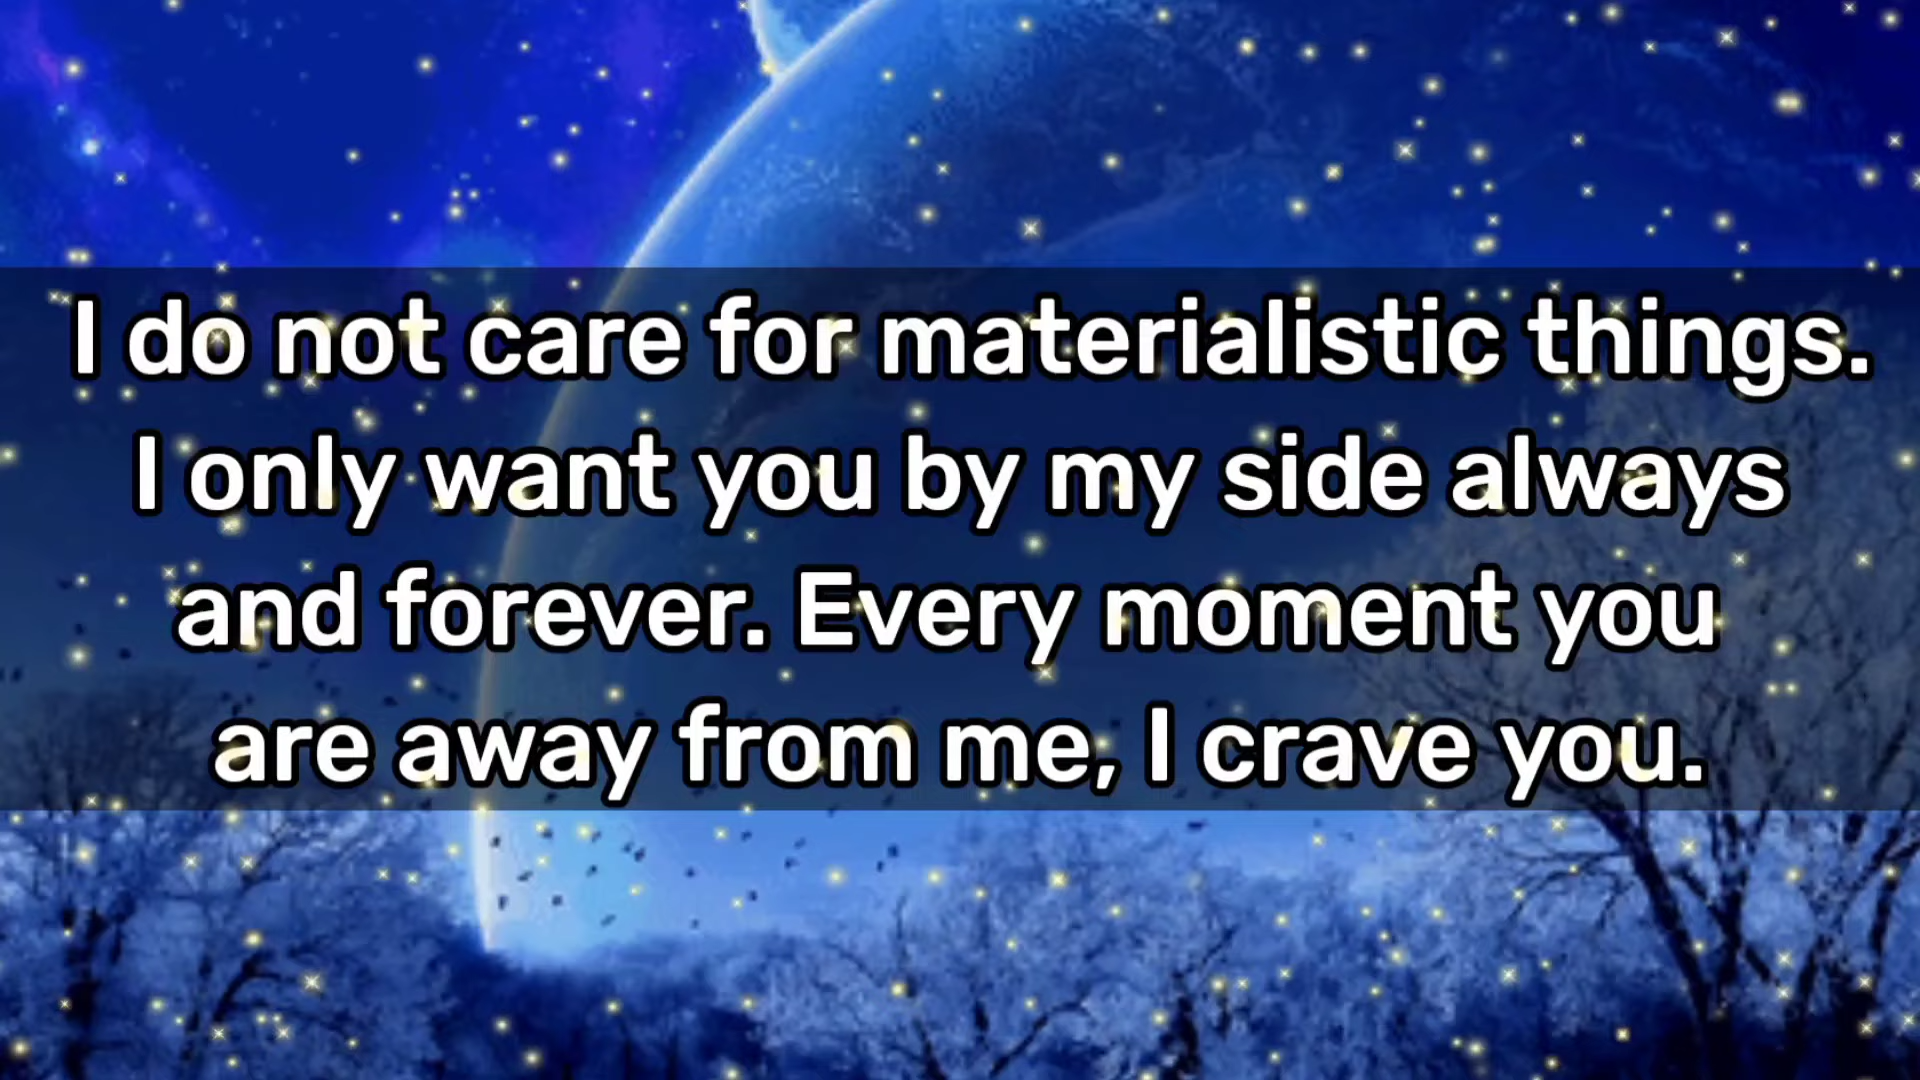 I do not care for materialistic things.
I only want you by my side always
and forever. Every moment you
are away from me, I crave you.